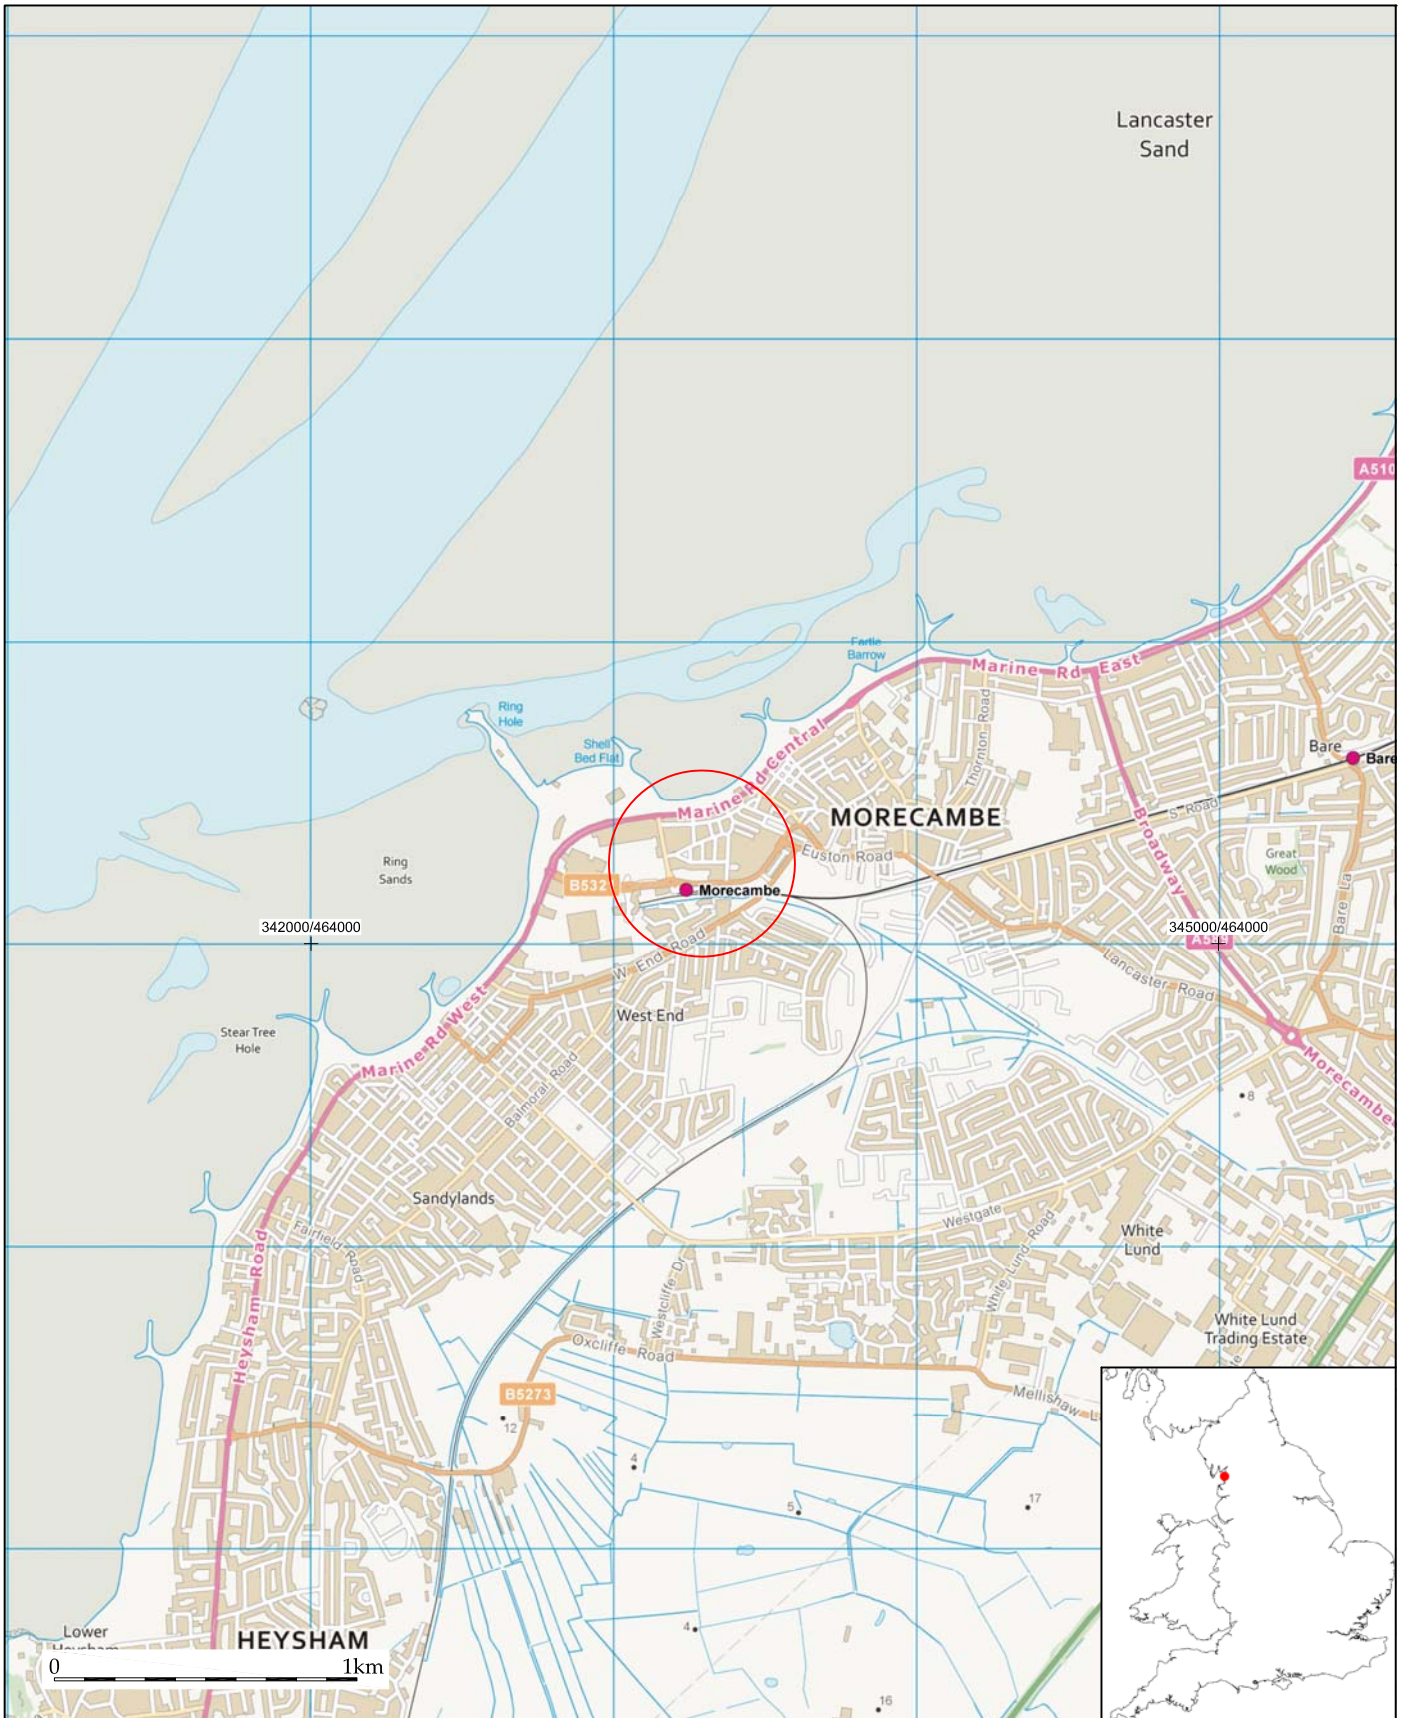 Lancaster
Sand
A510
Fartle
Barrow
Marine Rd East
Ring
Hole
Shell
Bed Flat
Marine Rd Central
Thornton Road
Bare
Bare
MORECAMBE
S Road
Broadway
Euston Road
Great
Wood
Ring
Sands
B532
Morecambe
Bare La
342000/464000
345000/464000
W End Road
Lancaster Road
Marine Rd West
West End
Stear Tree
Hole
Balmoral Road
Morecambe
8
Sandylands
Westgate
Fairfield Road
White
Lund
White Lund Road
Heysham Road
Westcliffe Dr
White Lund
Trading Estate
Oxcliffe Road
B5273
Mellishaw L
12
4
5
17
4
Lower
Heysham
HEYSHAM
0 1km
16